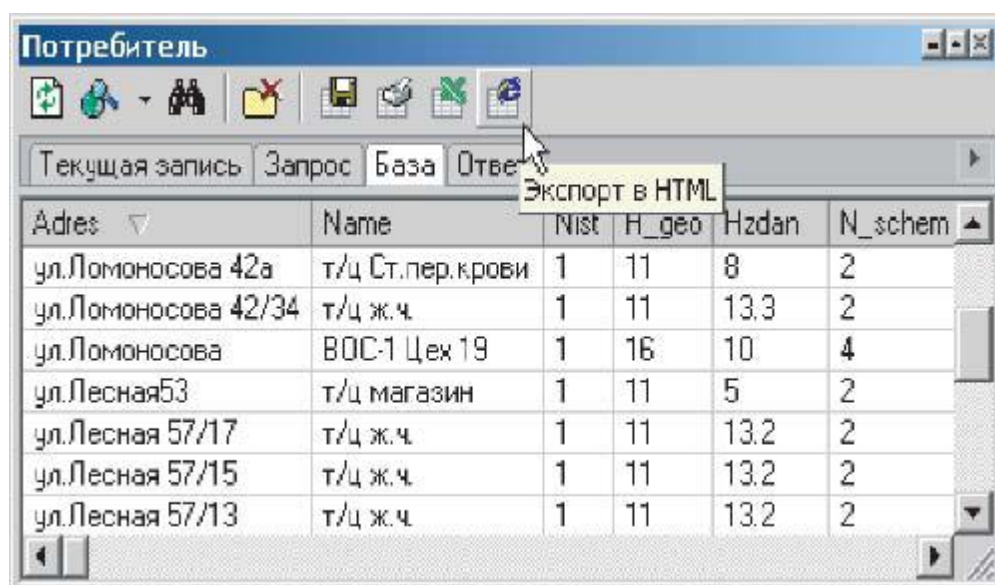 Потребитель
Текущая запись Запрос База Ответ
Экспорт в HTML
Adres Name Nist H_geo Hzdan N_schem
ул.Ломоносова 42а т/ц Ст.пер.крови 1 11 8 2
ул.Ломоносова 42/34 т/ц ж.ч. 1 11 13.3 2
ул.Ломоносова ВОС-1 Цех 19 1 16 10 4
ул.Лесная53 т/ц магазин 1 11 5 2
ул.Лесная 57/17 т/ц ж.ч. 1 11 13.2 2
ул.Лесная 57/15 т/ц ж.ч. 1 11 13.2 2
ул.Лесная 57/13 т/ц ж.ч. 1 11 13.2 2